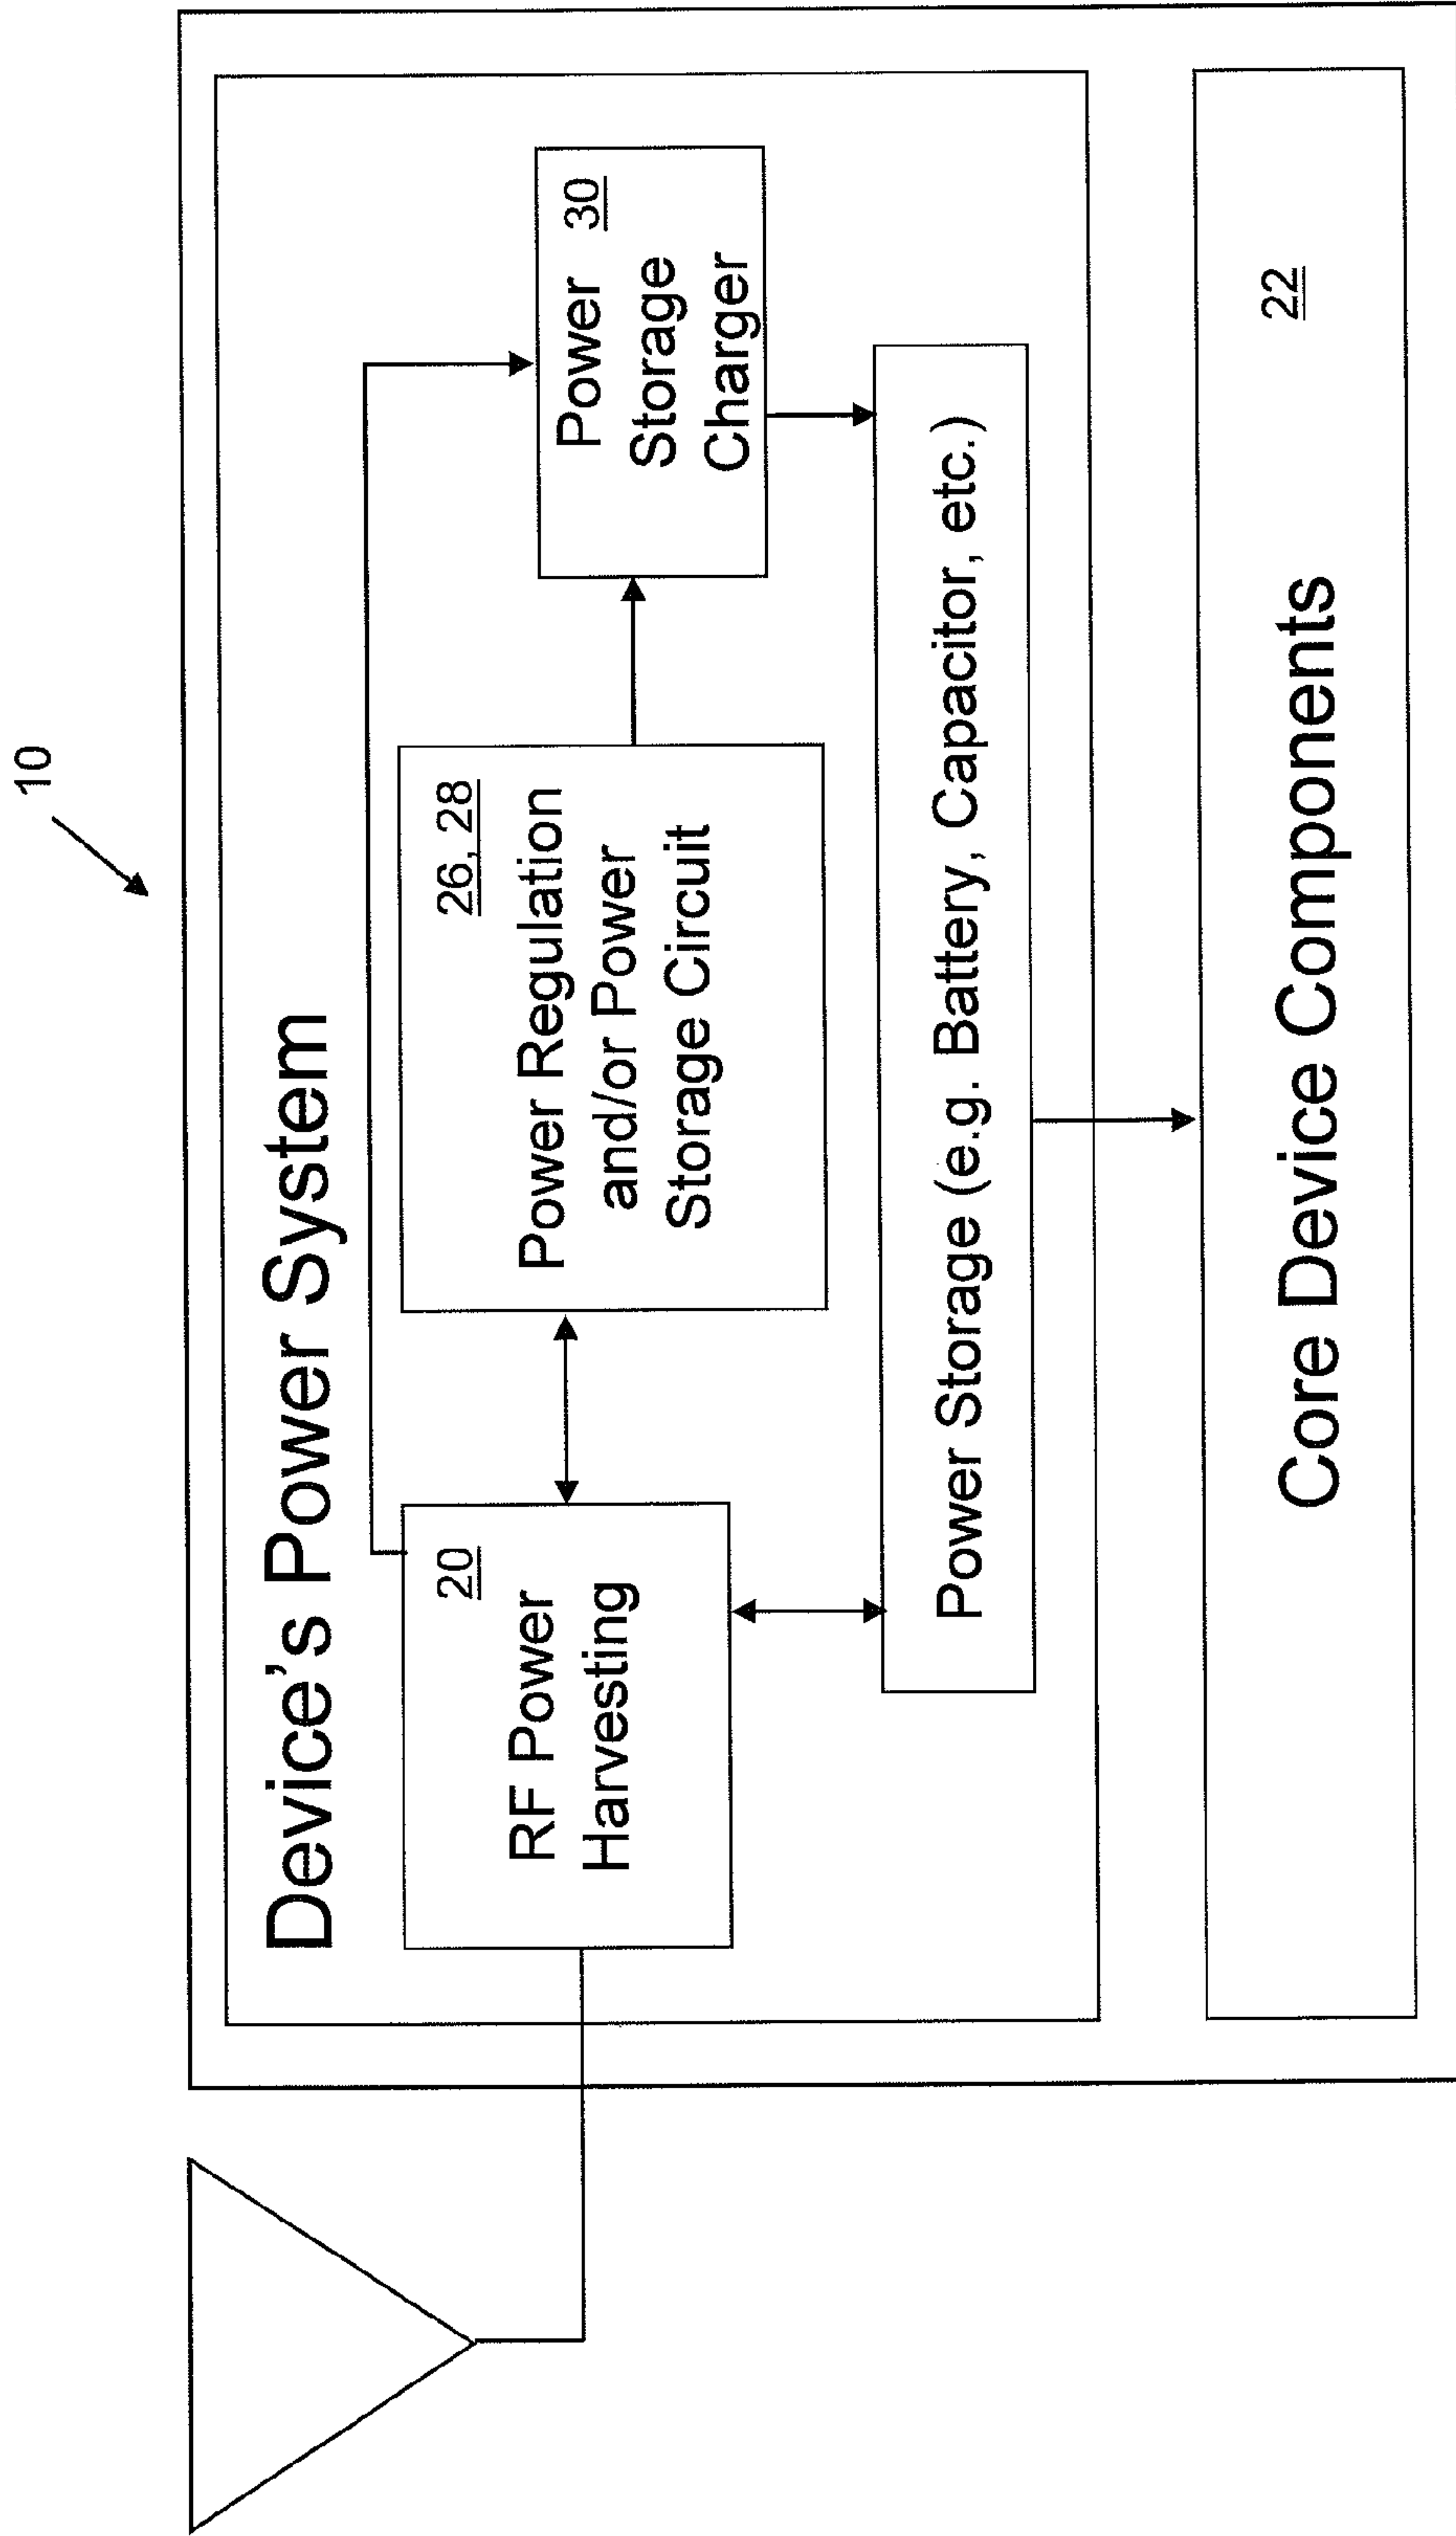 10
Device's Power System
20
RF Power
Harvesting
26, 28
Power Regulation
and/or Power
Storage Circuit
Power 30
Storage
Charger
Power Storage (e.g. Battery, Capacitor, etc.)
22
Core Device Components